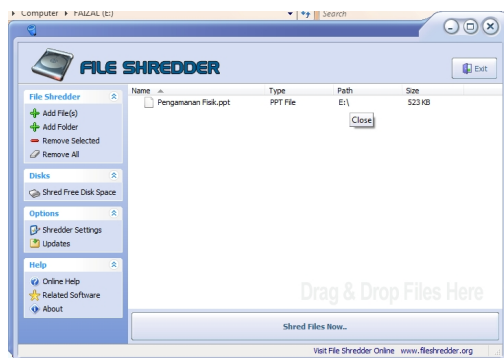 Computer ▸ FAIZAL (E:)
Search
FILE SHREDDER
Exit
File Shredder
Add File(s)
Add Folder
Remove Selected
Remove All
Disks
Shred Free Disk Space
Options
Shredder Settings
Updates
Help
Online Help
Related Software
About
Name Type Path Size
Pengamanan Fisik.ppt PPT File E:\ 523 KB
Close
Drag & Drop Files Here
Shred Files Now..
Visit File Shredder Online www.fileshredder.org